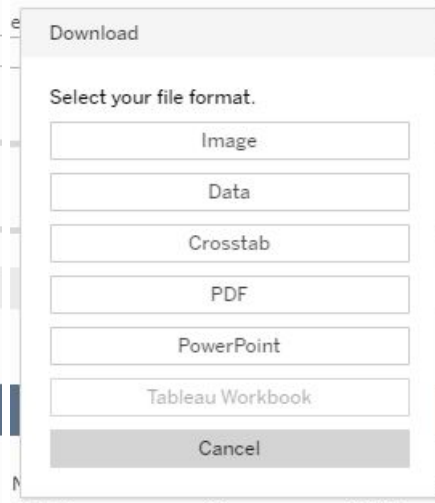 Download
Select your file format.
Image
Data
Crosstab
PDF
PowerPoint
Tableau Workbook
Cancel